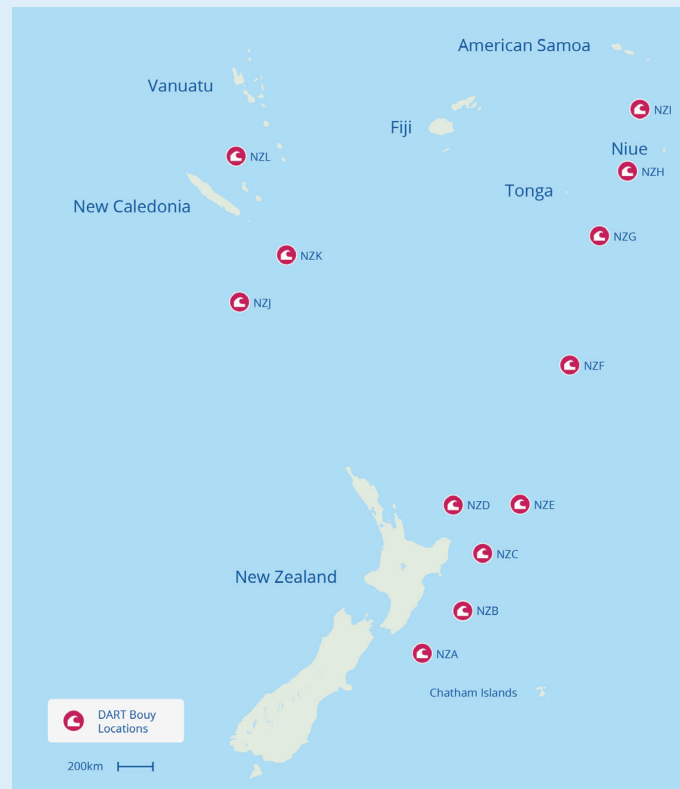 American Samoa
Vanuatu
NZI
Fiji
Niue
NZL
NZH
Tonga
New Caledonia
NZG
NZK
NZJ
NZF
NZD
NZE
NZC
New Zealand
NZB
NZA
Chatham Islands
DART Bouy
Locations
200km